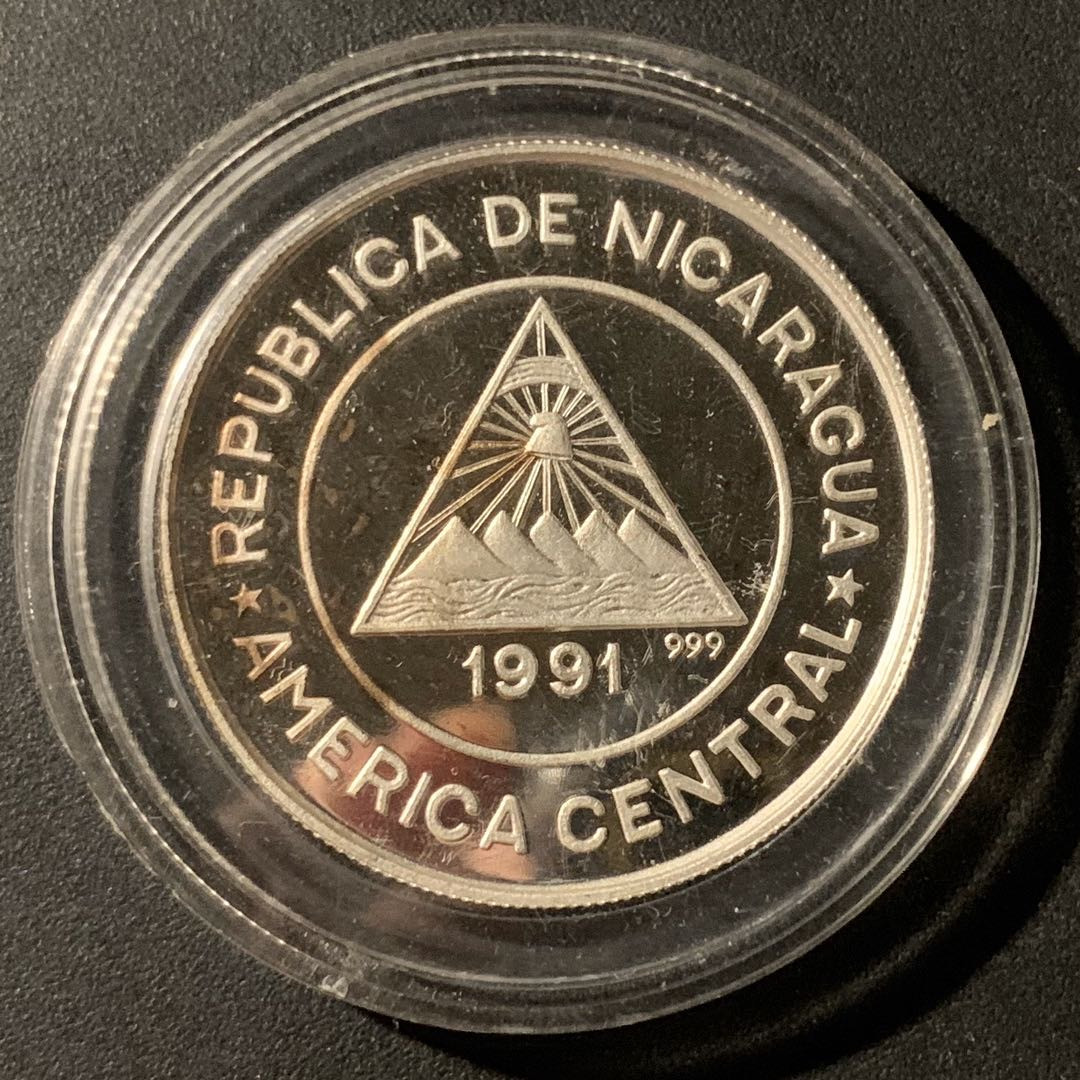 ★ REPUBLICA DE NICARAGUA ★
AMERICA CENTRAL
1991
999